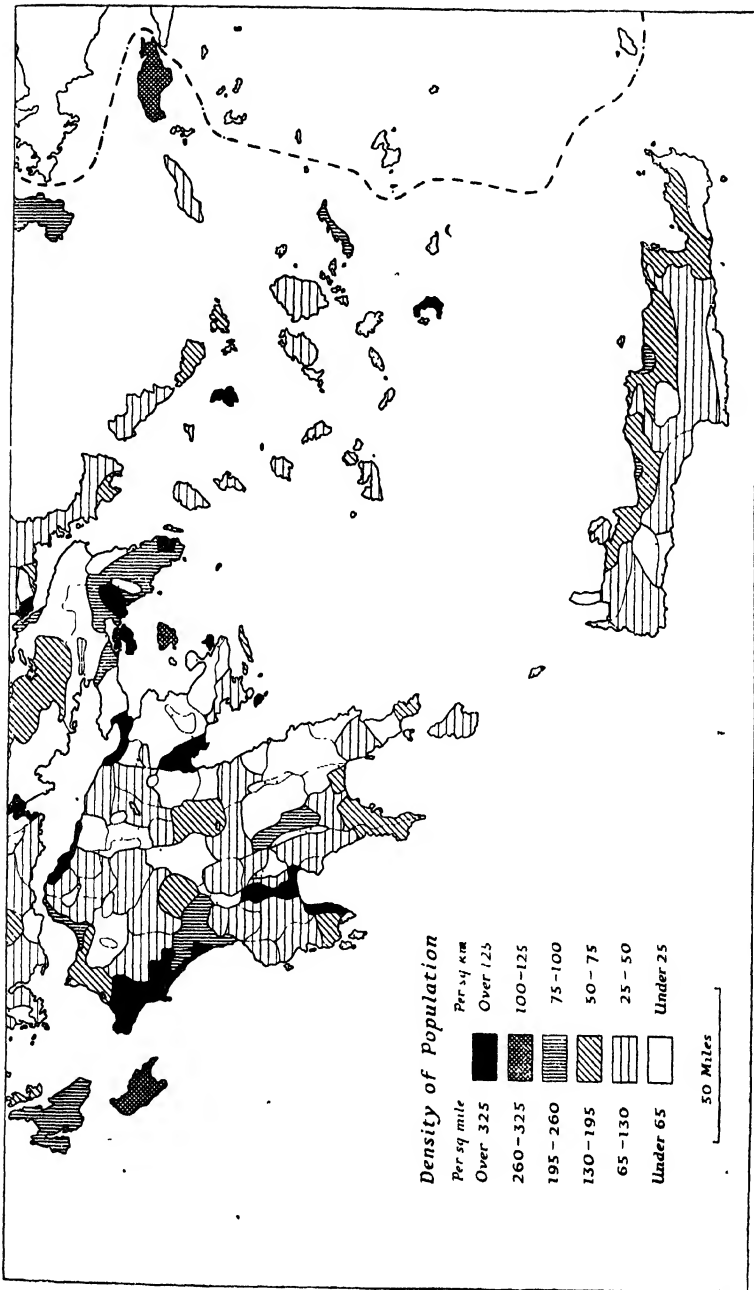 Density of Population
Per sq mile Per sq km
Over 325 Over 125
260-325 100-125
195-260 75-100
130-195 50-75
65-130 25-50
Under 65 Under 25
50 Miles